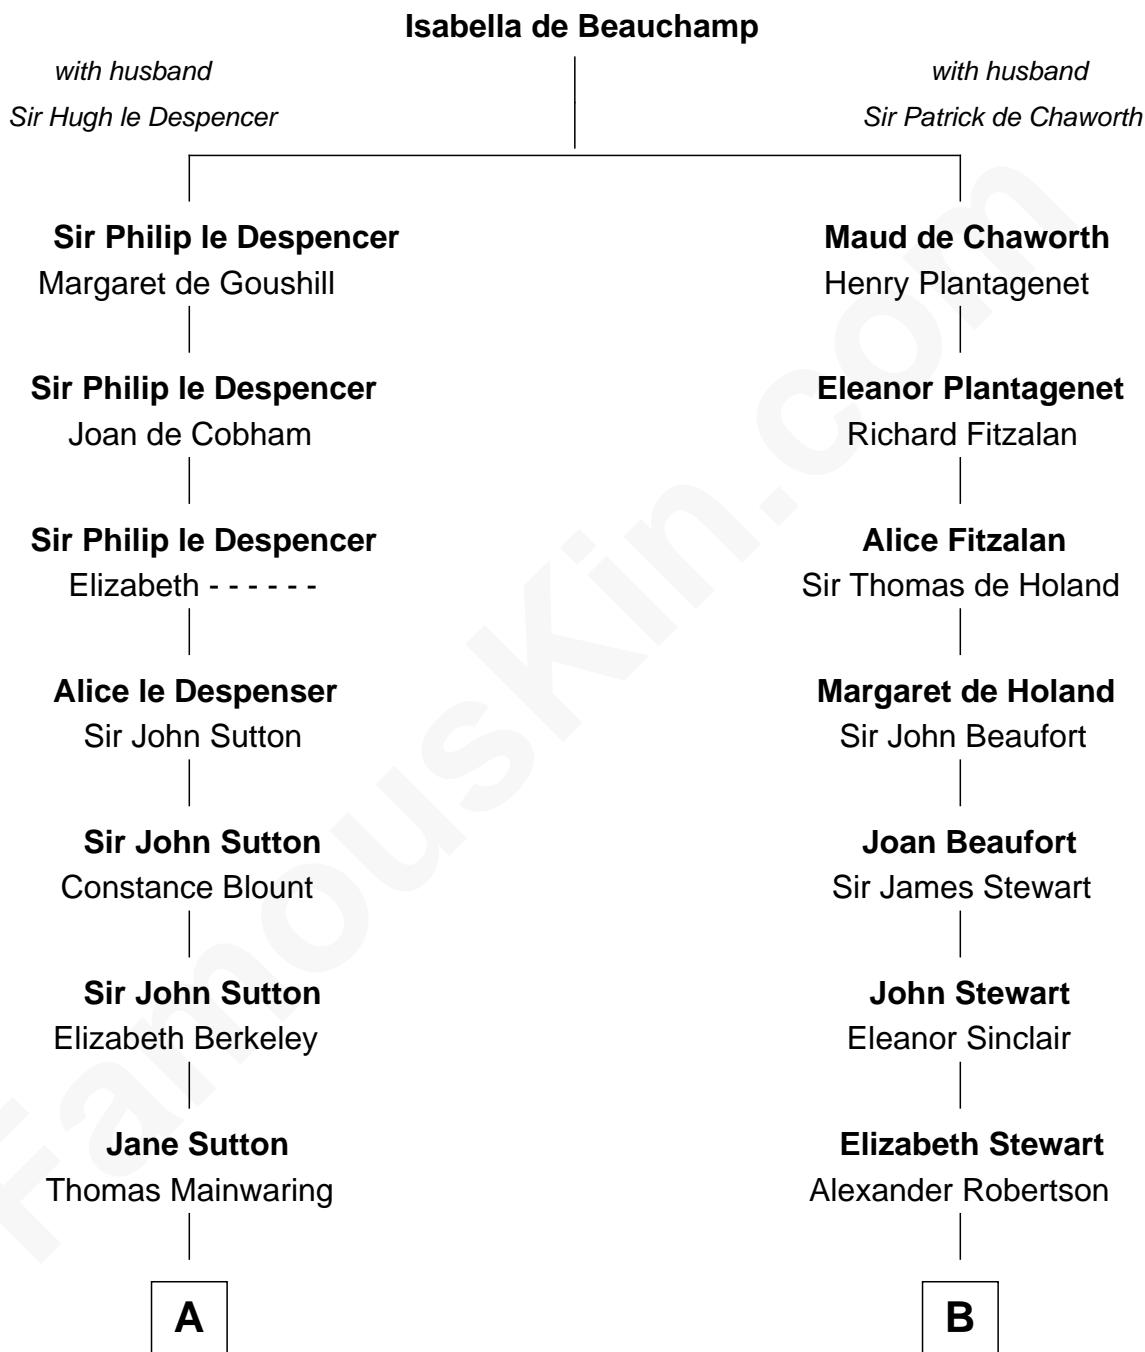 Isabella de Beauchamp
with husband
Sir Hugh le Despencer
with husband
Sir Patrick de Chaworth
Sir Philip le Despencer
Margaret de Goushill
Maud de Chaworth
Henry Plantagenet
Sir Philip le Despencer
Joan de Cobham
Eleanor Plantagenet
Richard Fitzalan
Sir Philip le Despencer
Elizabeth - - - - - -
Alice Fitzalan
Sir Thomas de Holand
Alice le Despenser
Sir John Sutton
Margaret de Holand
Sir John Beaufort
Sir John Sutton
Constance Blount
Joan Beaufort
Sir James Stewart
Sir John Sutton
Elizabeth Berkeley
John Stewart
Eleanor Sinclair
Jane Sutton
Thomas Mainwaring
Elizabeth Stewart
Alexander Robertson
A
B
FamousKin.com